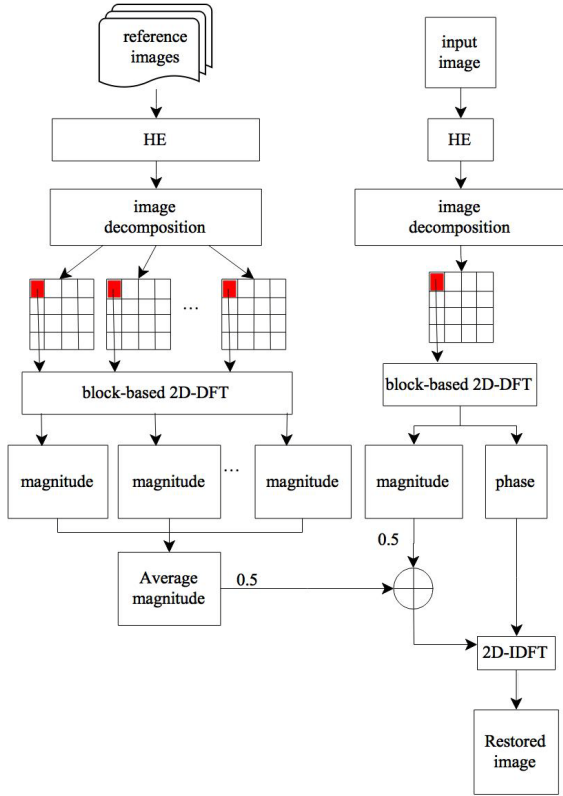 reference
images
input
image
HE
HE
image
decomposition
image
decomposition
...
block-based 2D-DFT
block-based 2D-DFT
magnitude
magnitude
...
magnitude
magnitude
phase
0.5
Average
magnitude
0.5
2D-IDFT
Restored
image